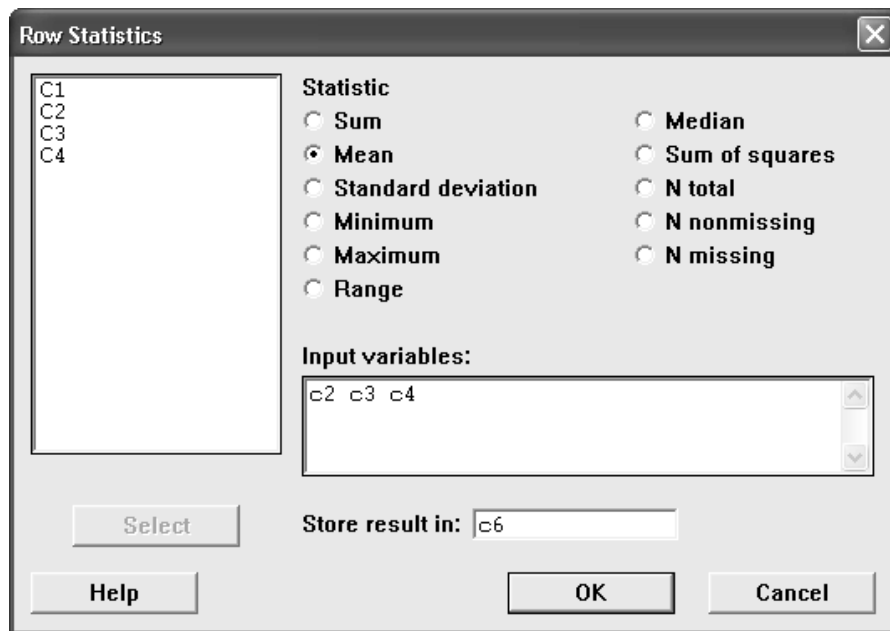 Row Statistics
C1
C2
C3
C4
Statistic
Sum
Mean
Standard deviation
Minimum
Maximum
Range
Median
Sum of squares
N total
N nonmissing
N missing
Input variables:
c2 c3 c4
Select
Store result in: c6
Help
OK
Cancel